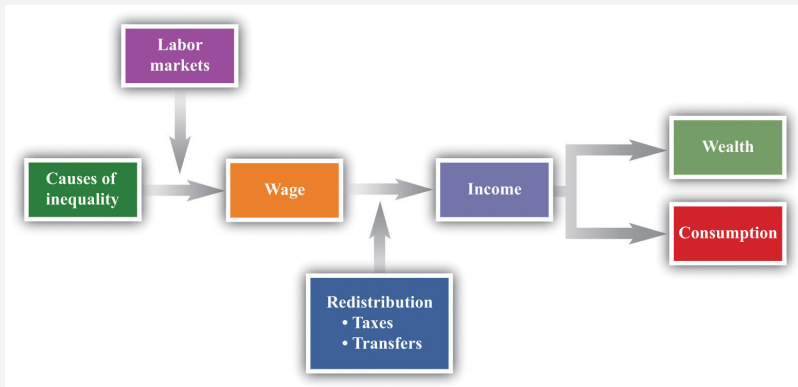 Labor
markets
Causes of
inequality
Wage
Income
Wealth
Consumption
Redistribution
• Taxes
• Transfers